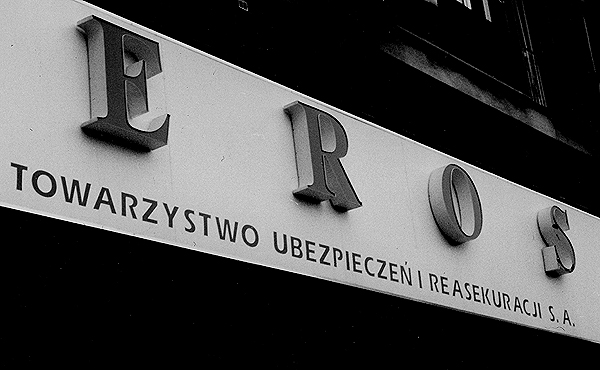 EROS
TOWARZYSTWO UBEZPIECZEŃ I REASEKURACJI S.A.